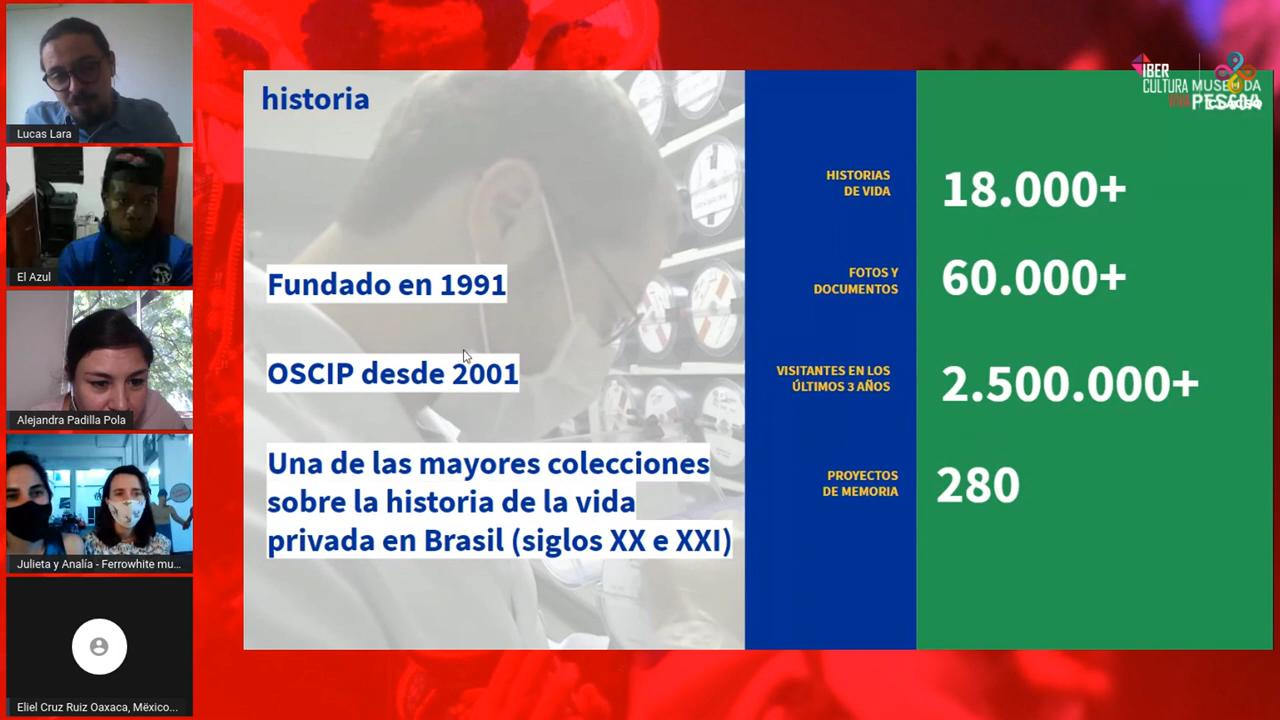 Lucas Lara
El Azul
Alejandra Padilla Pola
Julieta y Analía - Ferrowhite mu...
Eliel Cruz Ruiz Oaxaca, Mëxico...
historia
Fundado en 1991
OSCIP desde 2001
Una de las mayores colecciones
sobre la historia de la vida
privada en Brasil (siglos XX e XXI)
HISTORIAS
DE VIDA
18.000+
FOTOS Y
DOCUMENTOS
60.000+
VISITANTES EN LOS
ÚLTIMOS 3 AÑOS
2.500.000+
PROYECTOS
DE MEMORIA
280
IBER
CULTURA
VIVA
MUSEU DA
PESSOA